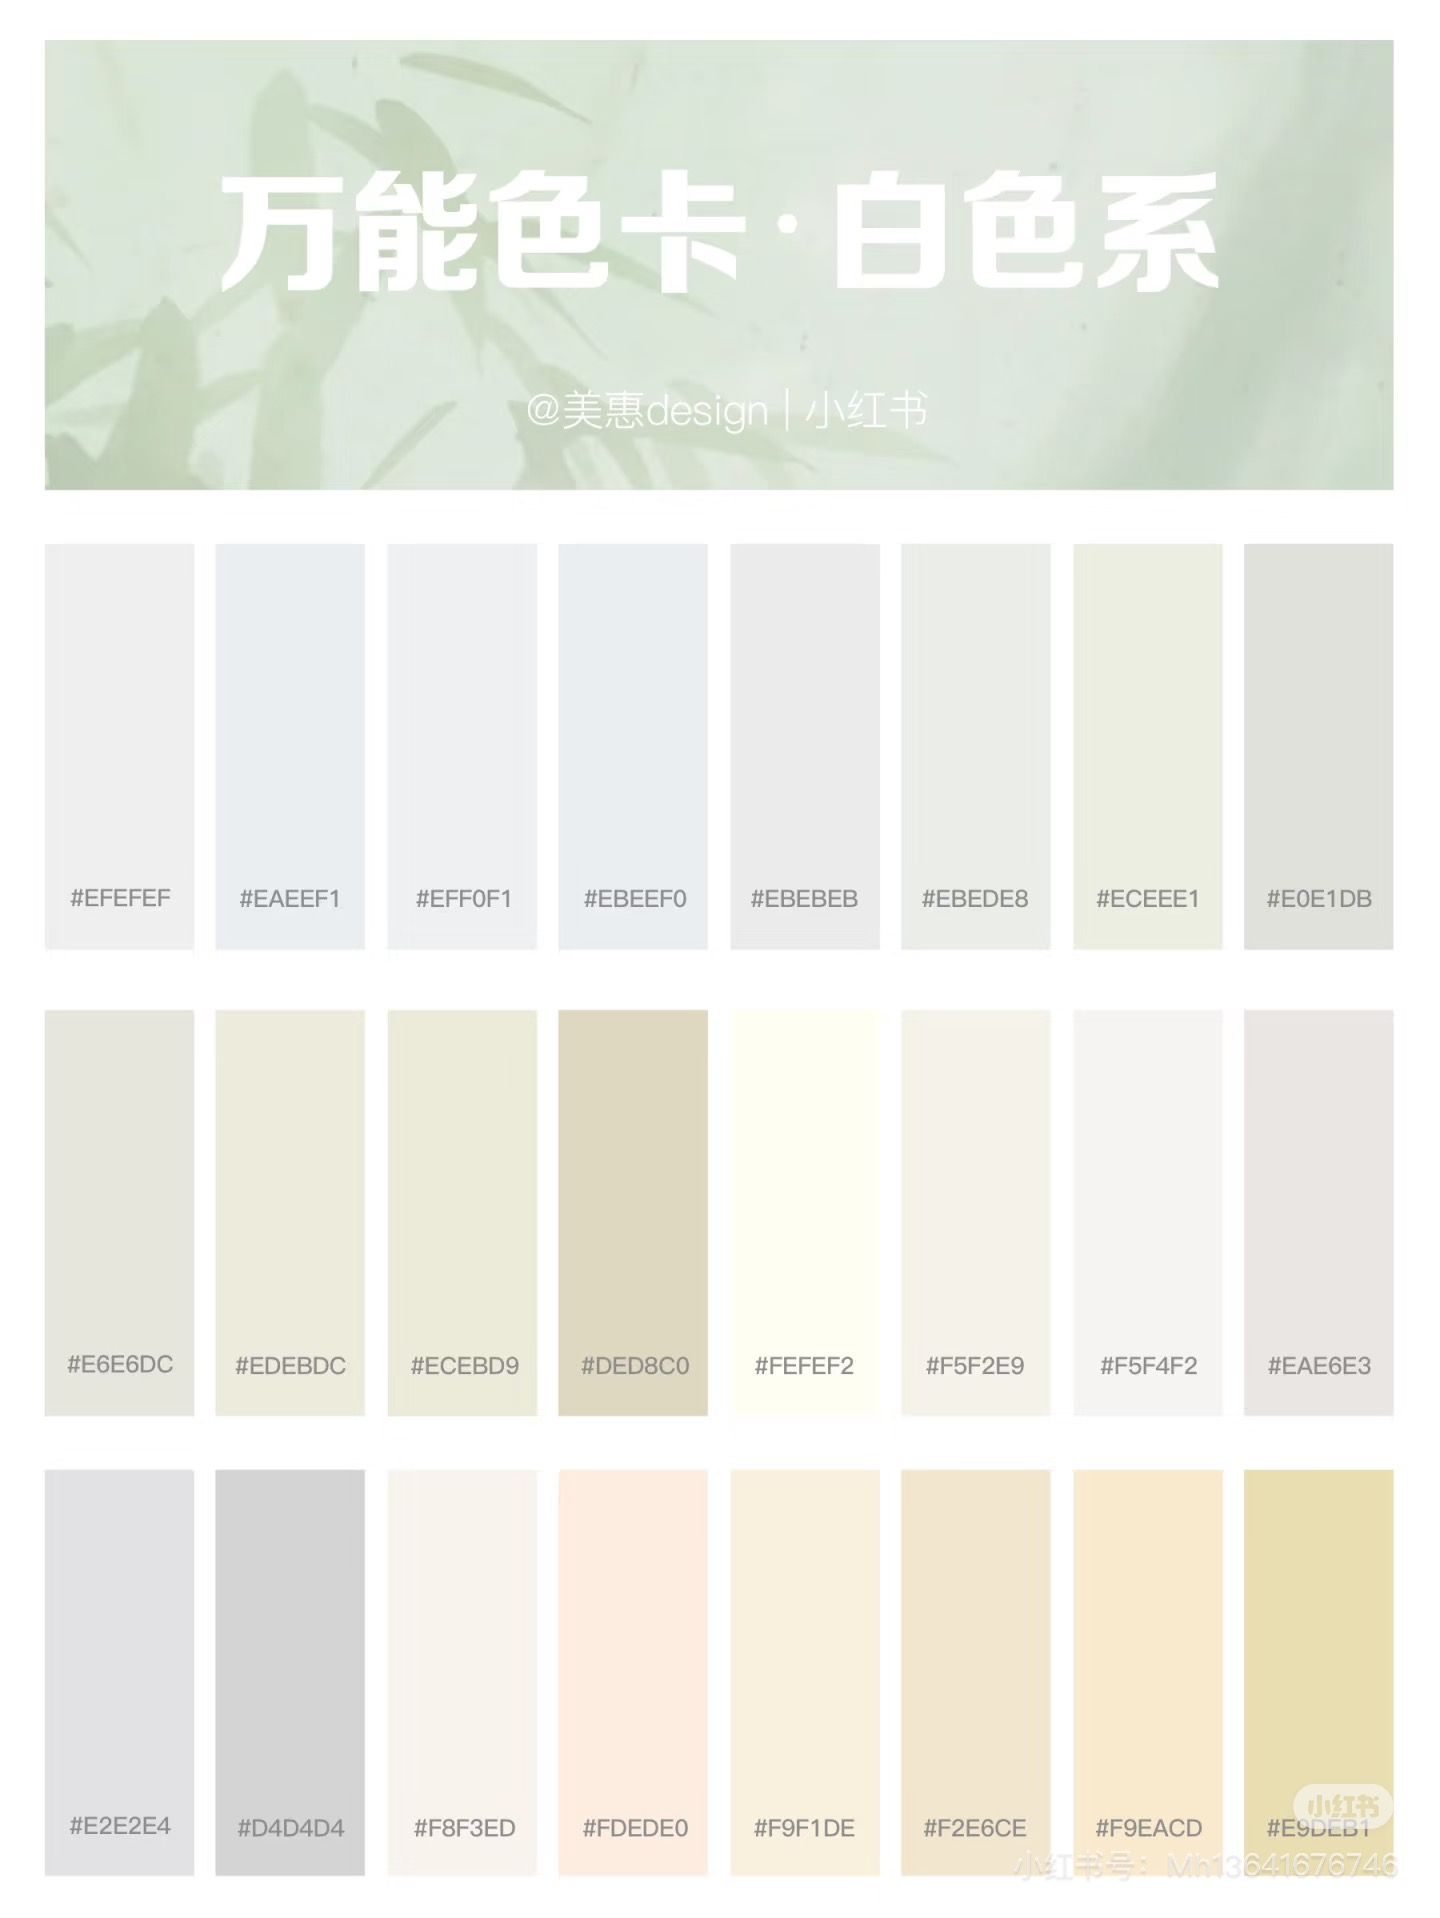 万能色卡·白色系
@美惠design | 小红书
#EFEFEF #EAEEF1 #EFF0F1 #EBEEF0 #EBEBEB #EBEDE8 #ECEEE1 #E0E1DB
#E6E6DC #EDEBDC #ECEBD9 #DED8C0 #FEFEF2 #F5F2E9 #F5F4F2 #EAE6E3
#E2E2E4 #D4D4D4 #F8F3ED #FDEDE0 #F9F1DE #F2E6CE #F9EACD #E9DEB1
小红书
小红书号：Mh13641676746